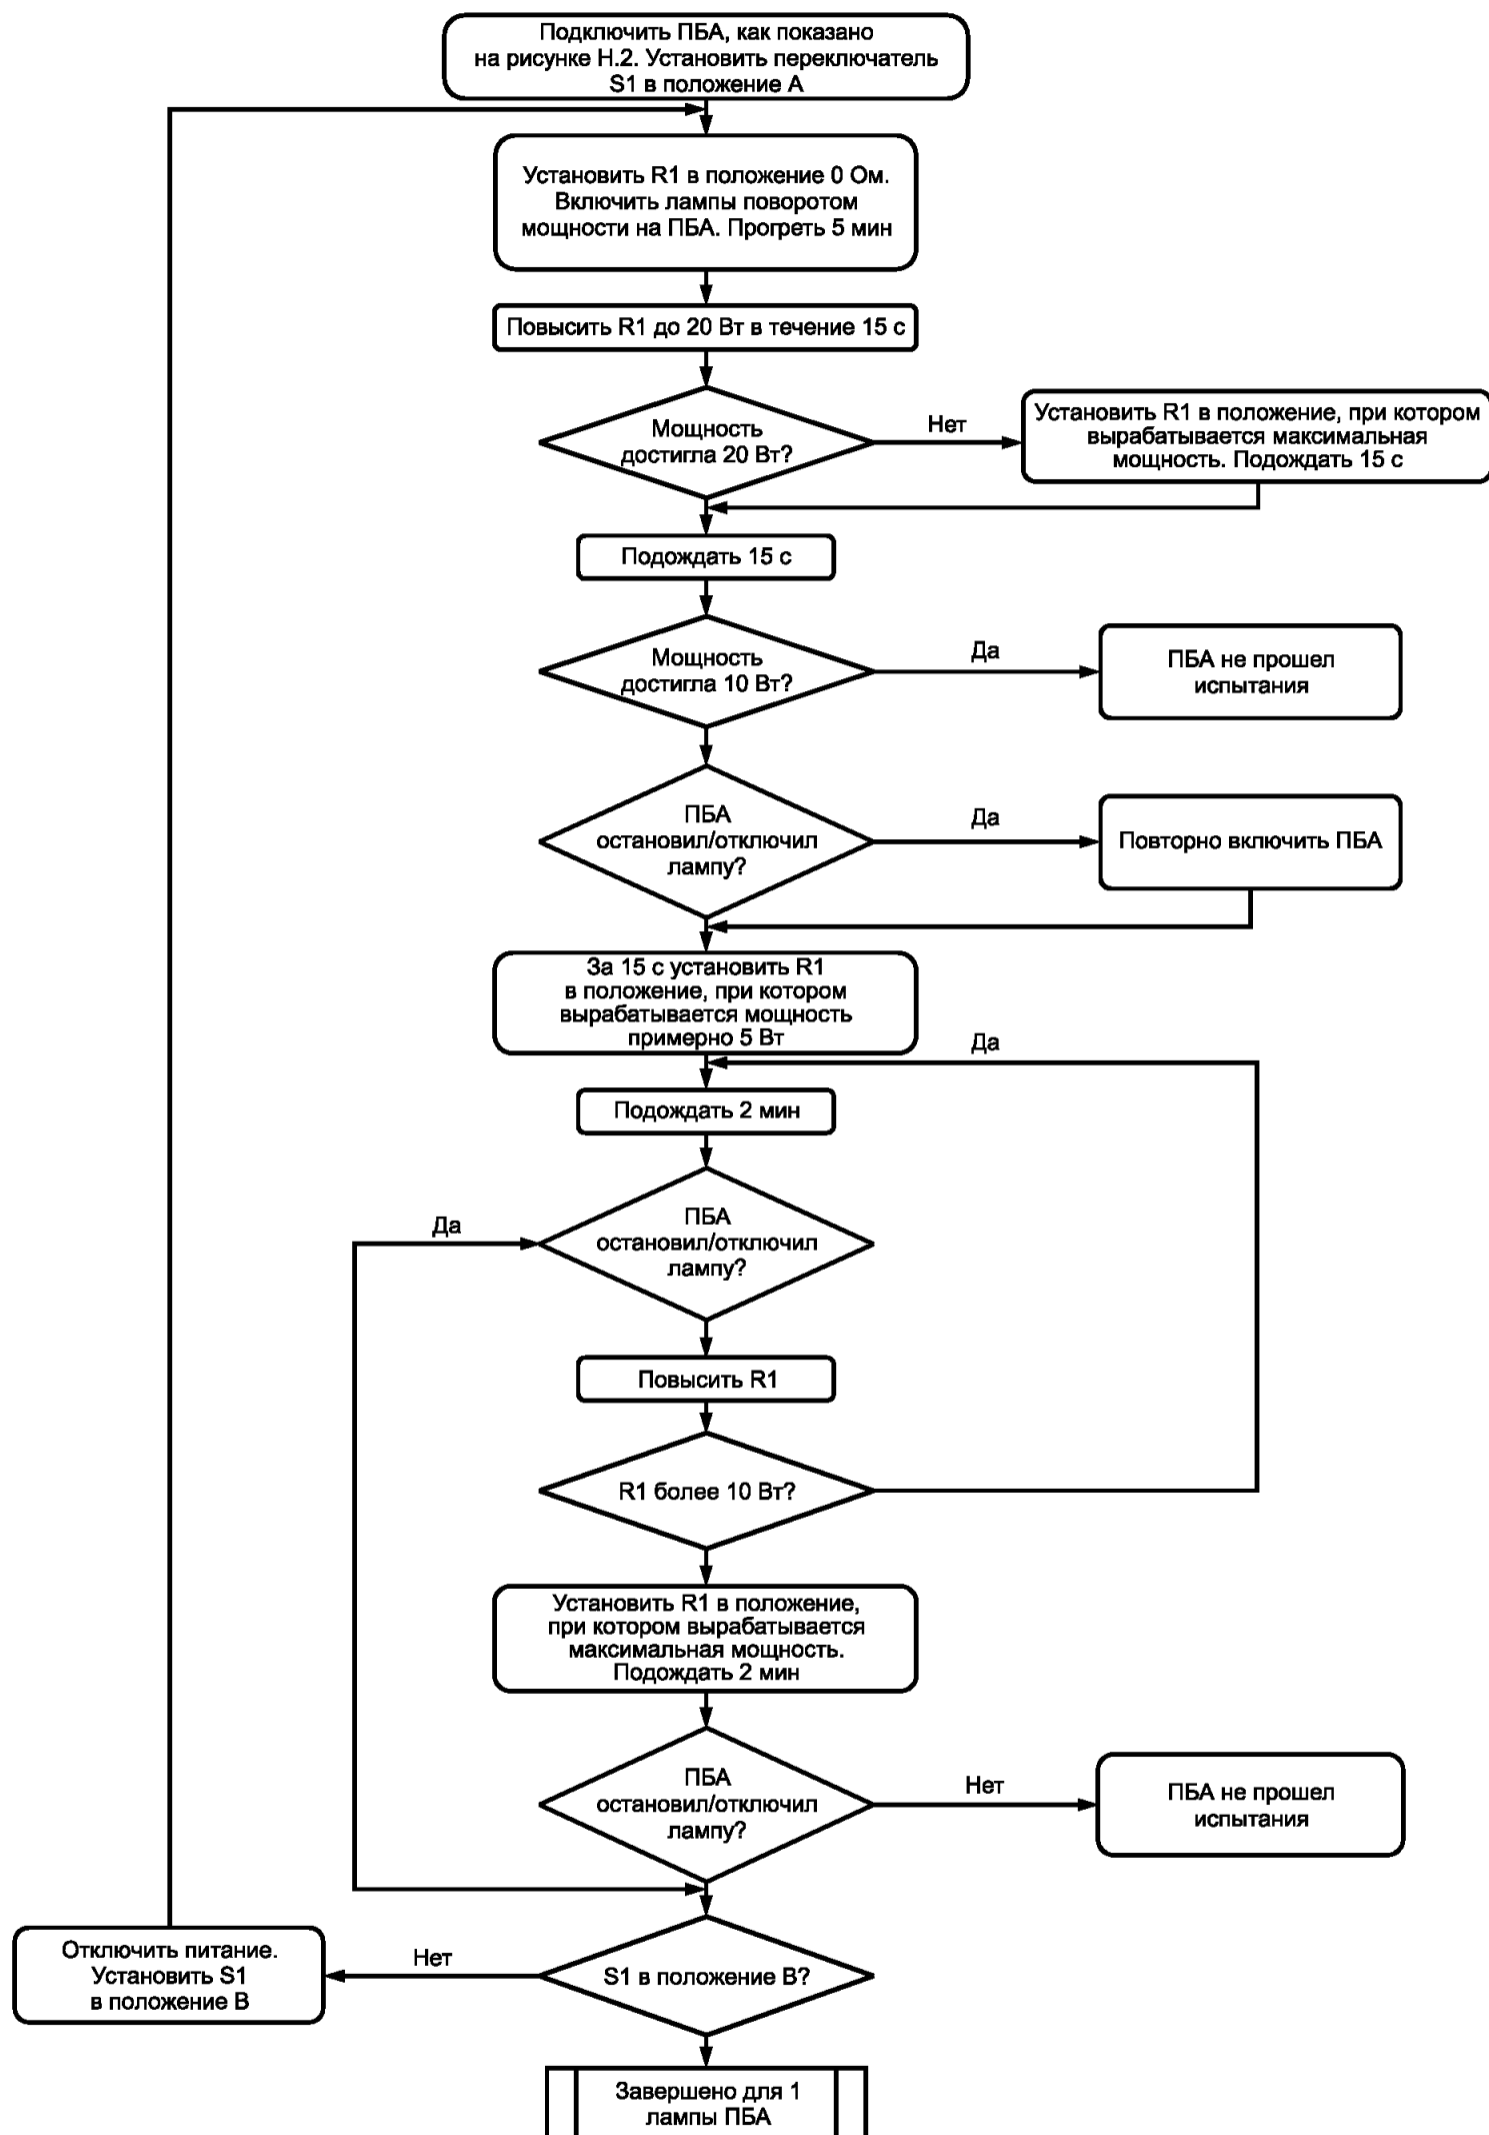 Подключить ПБА, как показано
на рисунке Н.2. Установить переключатель
S1 в положение А
Установить R1 в положение 0 Ом.
Включить лампы поворотом
мощности на ПБА. Прогреть 5 мин
Повысить R1 до 20 Вт в течение 15 с
Мощность
достигла 20 Вт?
Нет
Установить R1 в положение, при котором
вырабатывается максимальная
мощность. Подождать 15 с
Подождать 15 с
Мощность
достигла 10 Вт?
Да
ПБА не прошел
испытания
ПБА
остановил/отключил
лампу?
Да
Повторно включить ПБА
За 15 с установить R1
в положение, при котором
вырабатывается мощность
примерно 5 Вт
Да
Подождать 2 мин
ПБА
остановил/отключил
лампу?
Да
Повысить R1
R1 более 10 Вт?
Установить R1 в положение,
при котором вырабатывается
максимальная мощность.
Подождать 2 мин
ПБА
остановил/отключил
лампу?
Нет
ПБА не прошел
испытания
S1 в положение В?
Нет
Отключить питание.
Установить S1
в положение В
Завершено для 1
лампы ПБА